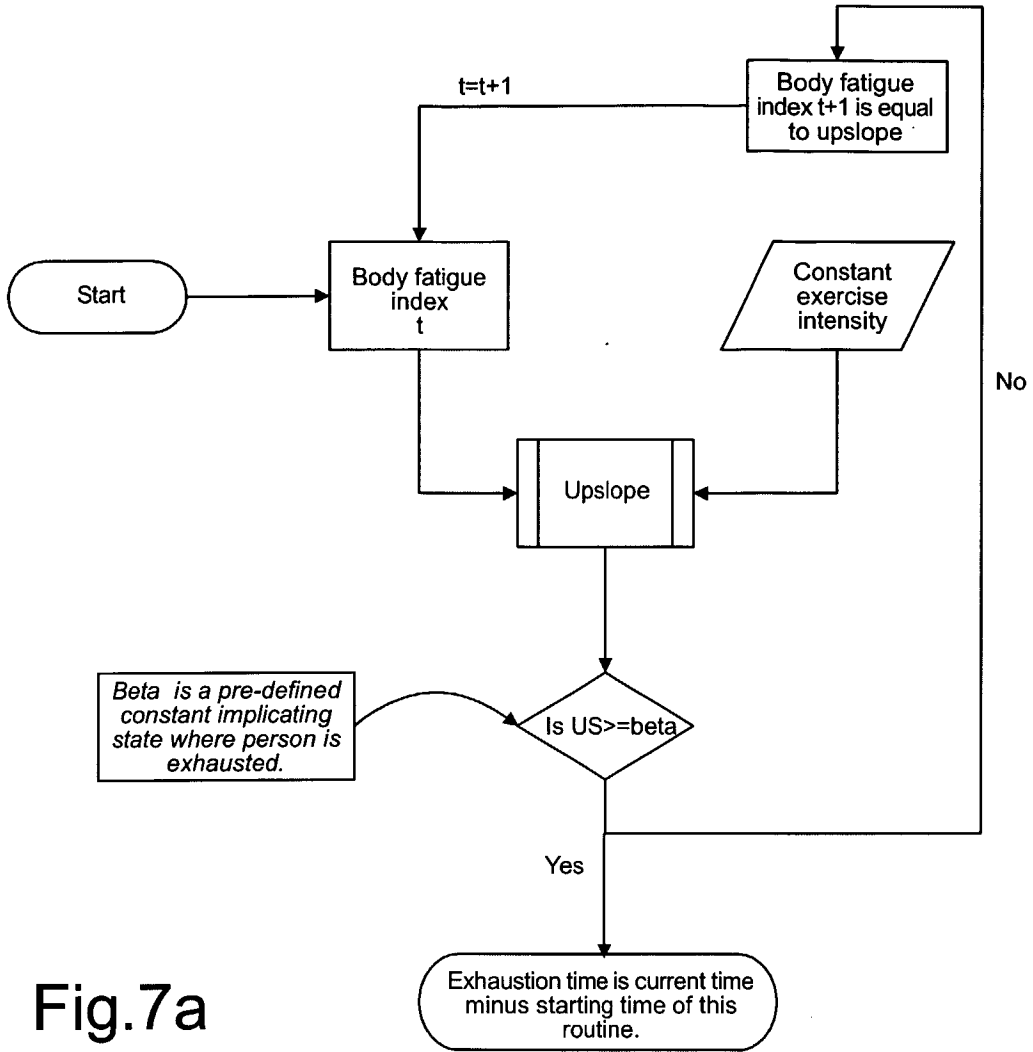 Body fatigue
index t+1 is equal
to upslope
t=t+1
Start
Body fatigue
index
t
Constant
exercise
intensity
No
Upslope
Beta is a pre-defined
constant implicating
state where person is
exhausted.
Is US>=beta
Yes
Exhaustion time is current time
minus starting time of this
routine.
Fig.7a